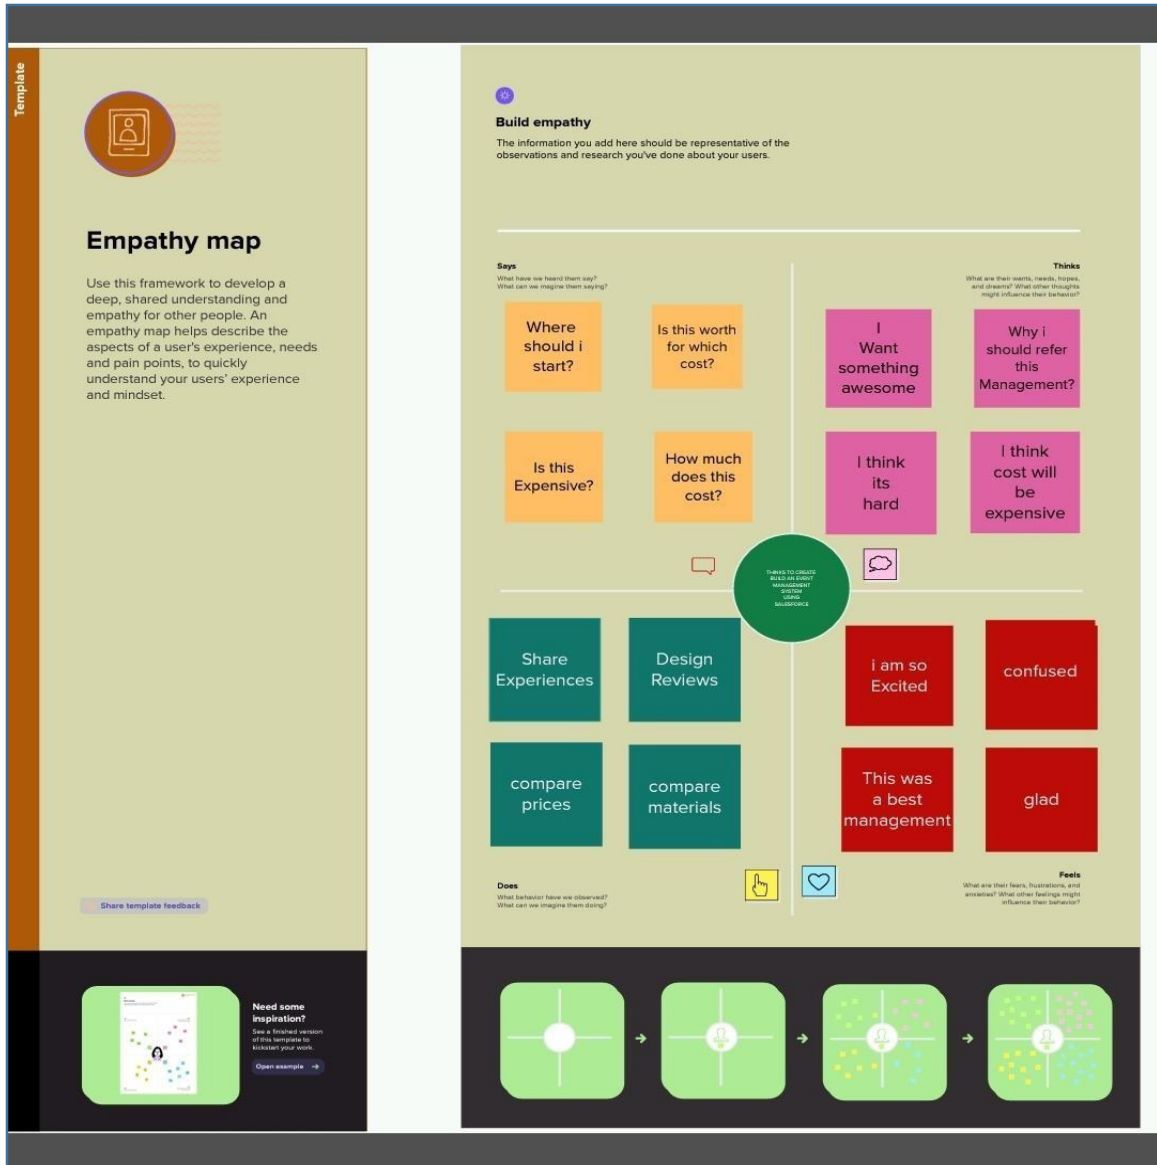 Template
Empathy map
Use this framework to develop a
deep, shared understanding and
empathy for other people. An
empathy map helps describe the
aspects of a user's experience, needs
and pain points, to quickly
understand your users' experience
and mindset.
Share template feedback
Need some
inspiration?
See a finished version
of this template to
kickstart your work.
Open example
Build empathy
The information you add here should be representative of the
observations and research you've done about your users.
Says
What have we heard them say?
What can we imagine them saying?
Where
should i
start?
Is this worth
for which
cost?
Is this
Expensive?
How much
does this
cost?
Thinks
What are their wants, needs, hopes,
and dreams? What other thoughts
might influence their behavior?
I
Want
something
awesome
Why i
should refer
this
Management?
I think
its
hard
I think
cost will
be
expensive
THINKS TO CREATE
BUILD AN EVENT
MANAGEMENT
SYSTEM
USING
SALESFORCE
Share
Experiences
Design
Reviews
compare
prices
compare
materials
Does
What behavior have we observed?
What can we imagine them doing?
i am so
Excited
confused
This was
a best
management
glad
Feels
What are their fears, frustrations, and
anxieties? What other feelings might
influence their behavior?